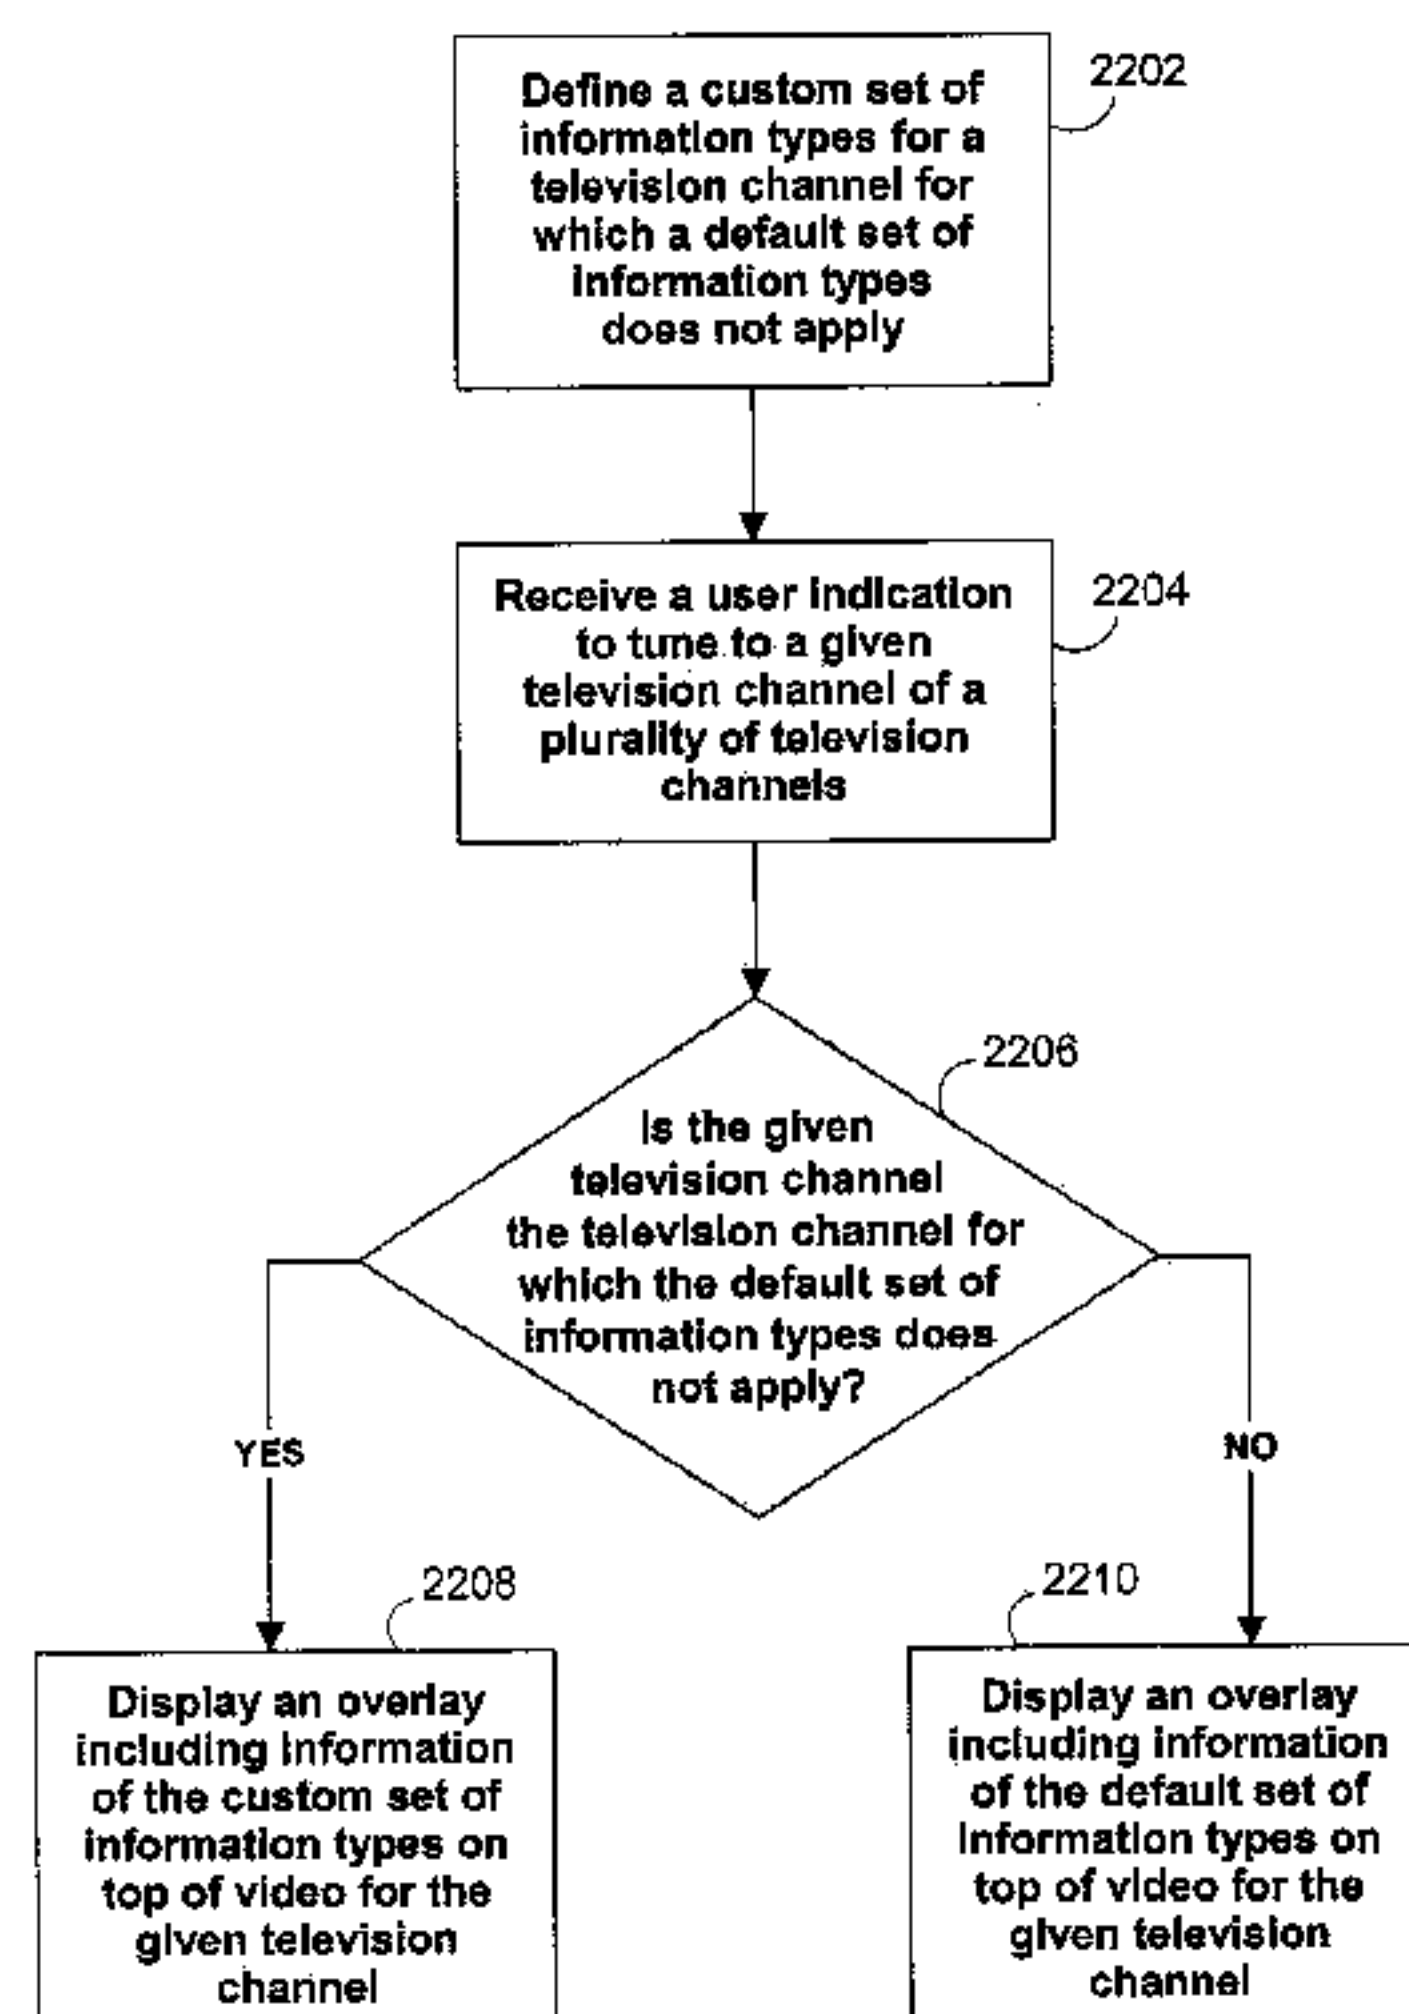 Define a custom set of
information types for a
television channel for
which a default set of
information types
does not apply
2202
Receive a user indication
to tune to a given
television channel of a
plurality of television
channels
2204
2206
Is the given
television channel
the television channel for
which the default set of
information types does
not apply?
YES
NO
2208
Display an overlay
including information
of the custom set of
information types on
top of video for the
given television
channel
2210
Display an overlay
including information
of the default set of
information types on
top of video for the
given television
channel